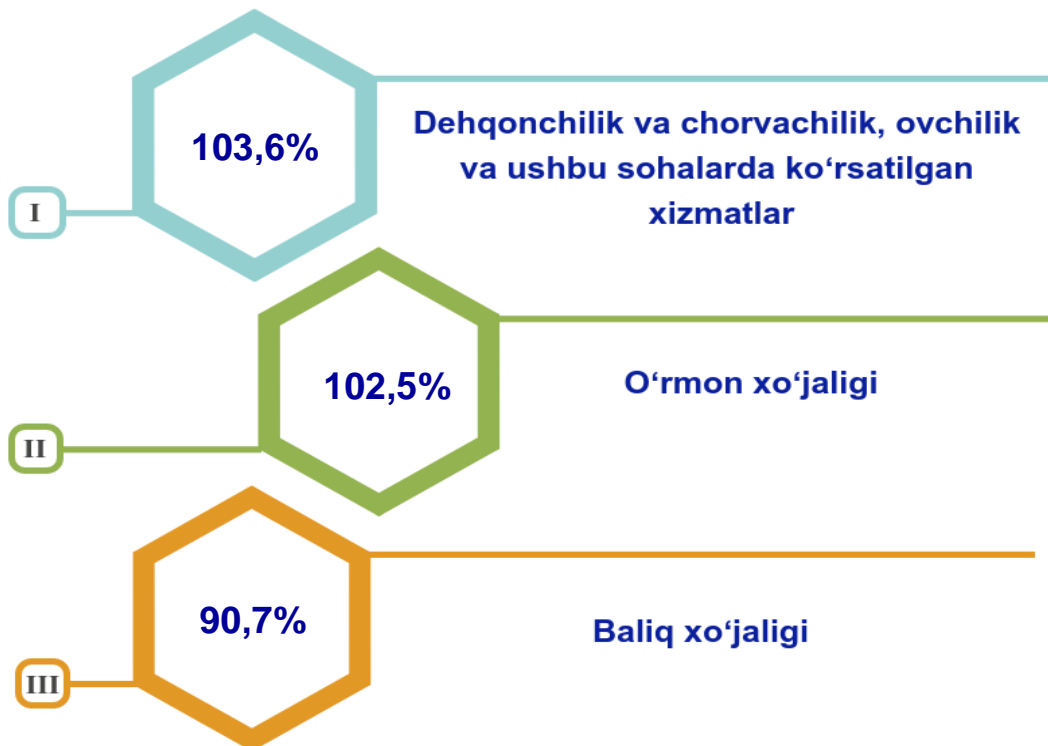 103,6%
Dehqonchilik va chorvachilik, ovchilik
va ushbu sohalarda ko‘rsatilgan
xizmatlar
I
102,5%
O‘rmon xo‘jaligi
II
90,7%
Baliq xo‘jaligi
III